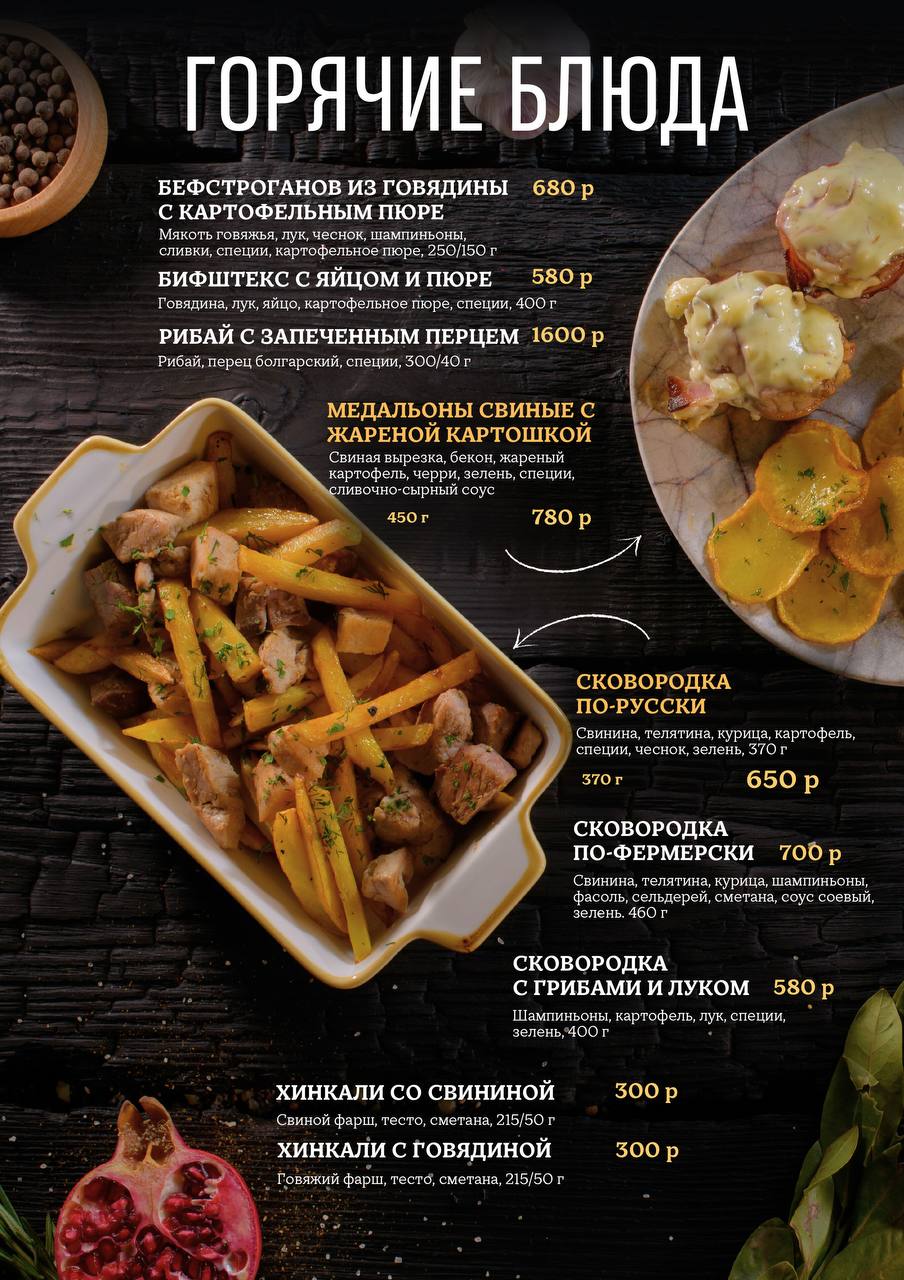 ГОРЯЧИЕ БЛЮДА
БЕФСТРОГАНОВ ИЗ ГОВЯДИНЫ 680 р
С КАРТОФЕЛЬНЫМ ПЮРЕ
Мякоть говяжья, лук, чеснок, шампиньоны,
сливки, специи, картофельное пюре, 250/150 г
БИФШТЕКС С ЯЙЦОМ И ПЮРЕ 580 р
Говядина, лук, яйцо, картофельное пюре, специи, 400 г
РИБАЙ С ЗАПЕЧЕННЫМ ПЕРЦЕМ 1600 р
Рибай, перец болгарский, специи, 300/40 г
МЕДАЛЬОНЫ СВИНЫЕ С
ЖАРЕНОЙ КАРТОШКОЙ
Свиная вырезка, бекон, жареный
картофель, черри, зелень, специи,
сливочно-сырный соус
450 г 780 р
СКОВОРОДКА
ПО-РУССКИ
Свинина, телятина, курица, картофель,
специи, чеснок, зелень, 370 г
370 г 650 р
СКОВОРОДКА
ПО-ФЕРМЕРСКИ 700 р
Свинина, телятина, курица, шампиньоны,
фасоль, сельдерей, сметана, соус соевый,
зелень. 460 г
СКОВОРОДКА
С ГРИБАМИ И ЛУКОМ 580 р
Шампиньоны, картофель, лук, специи,
зелень, 400 г
ХИНКАЛИ СО СВИНИНОЙ 300 р
Свиной фарш, тесто, сметана, 215/50 г
ХИНКАЛИ С ГОВЯДИНОЙ 300 р
Говяжий фарш, тесто, сметана, 215/50 г